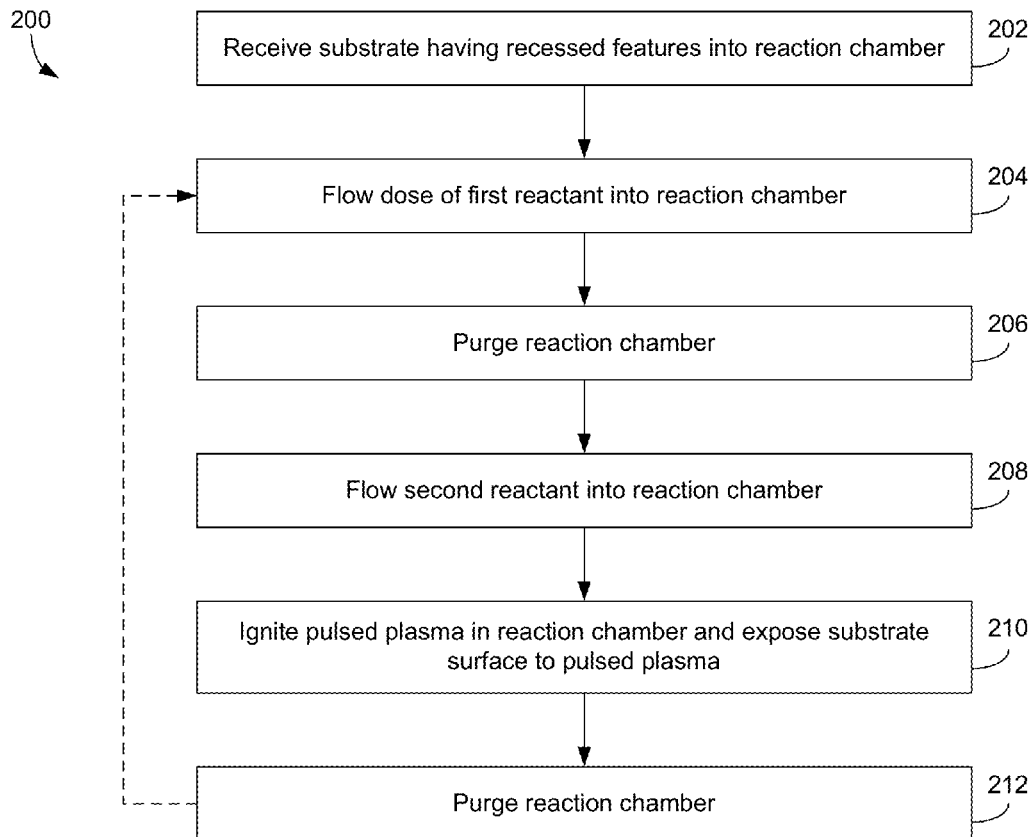 200
Receive substrate having recessed features into reaction chamber
202
Flow dose of first reactant into reaction chamber
204
Purge reaction chamber
206
Flow second reactant into reaction chamber
208
Ignite pulsed plasma in reaction chamber and expose substrate
surface to pulsed plasma
210
Purge reaction chamber
212